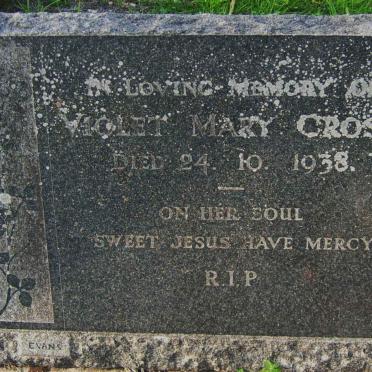 IN LOVING MEMORY OF
VIOLET MARY CROS
DIED 24. 10. 1938.
ON HER SOUL
SWEET JESUS HAVE MERCY
R.I.P
EVANS